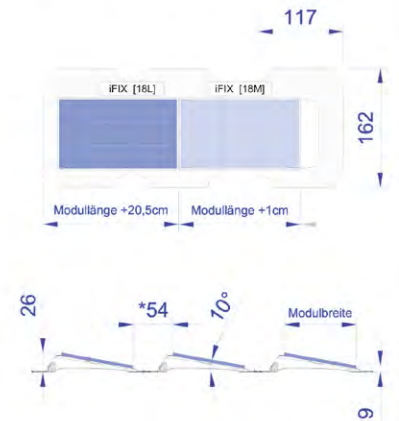 117
iFIX [18L] iFIX [18M]
162
Modullänge +20,5cm Modullänge +1cm
26
*54
10°
Modulbreite
9